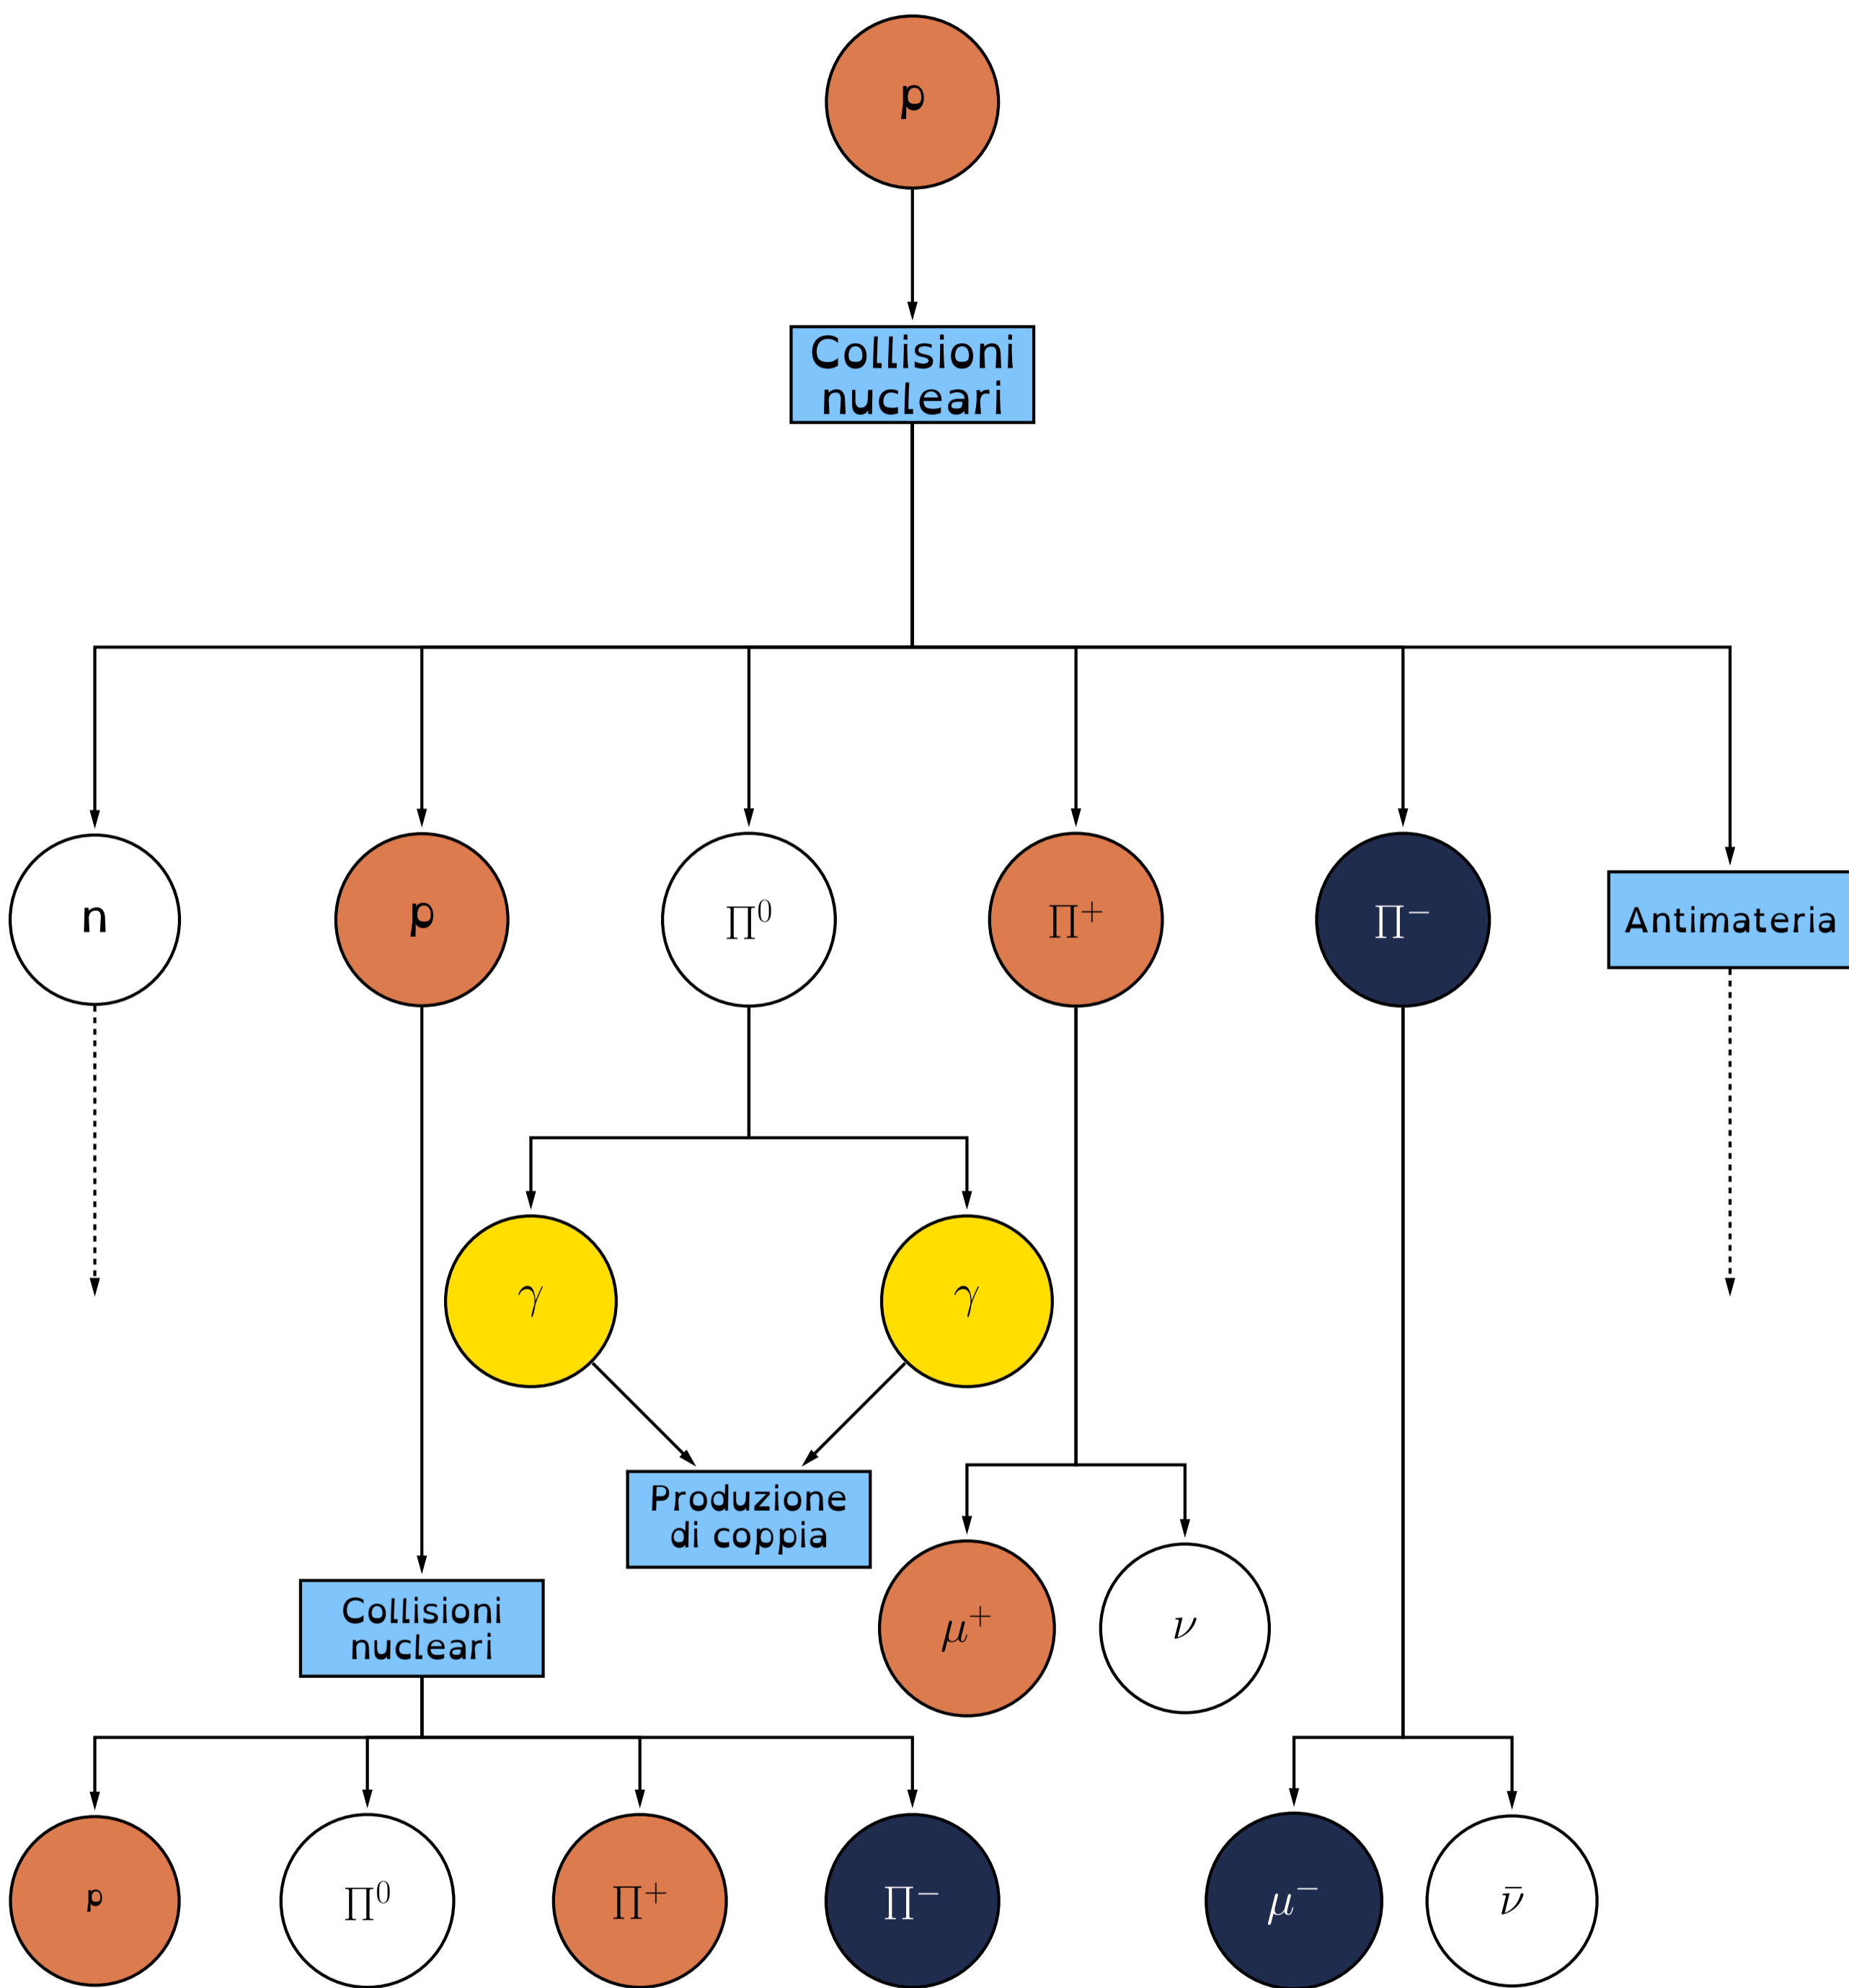 p
Collisioni
nucleari
n
p
Π⁰
Π⁺
Π⁻
Antimateria
γ
γ
Produzione
di coppia
Collisioni
nucleari
μ⁺
ν
p
Π⁰
Π⁺
Π⁻
μ⁻
ν̄